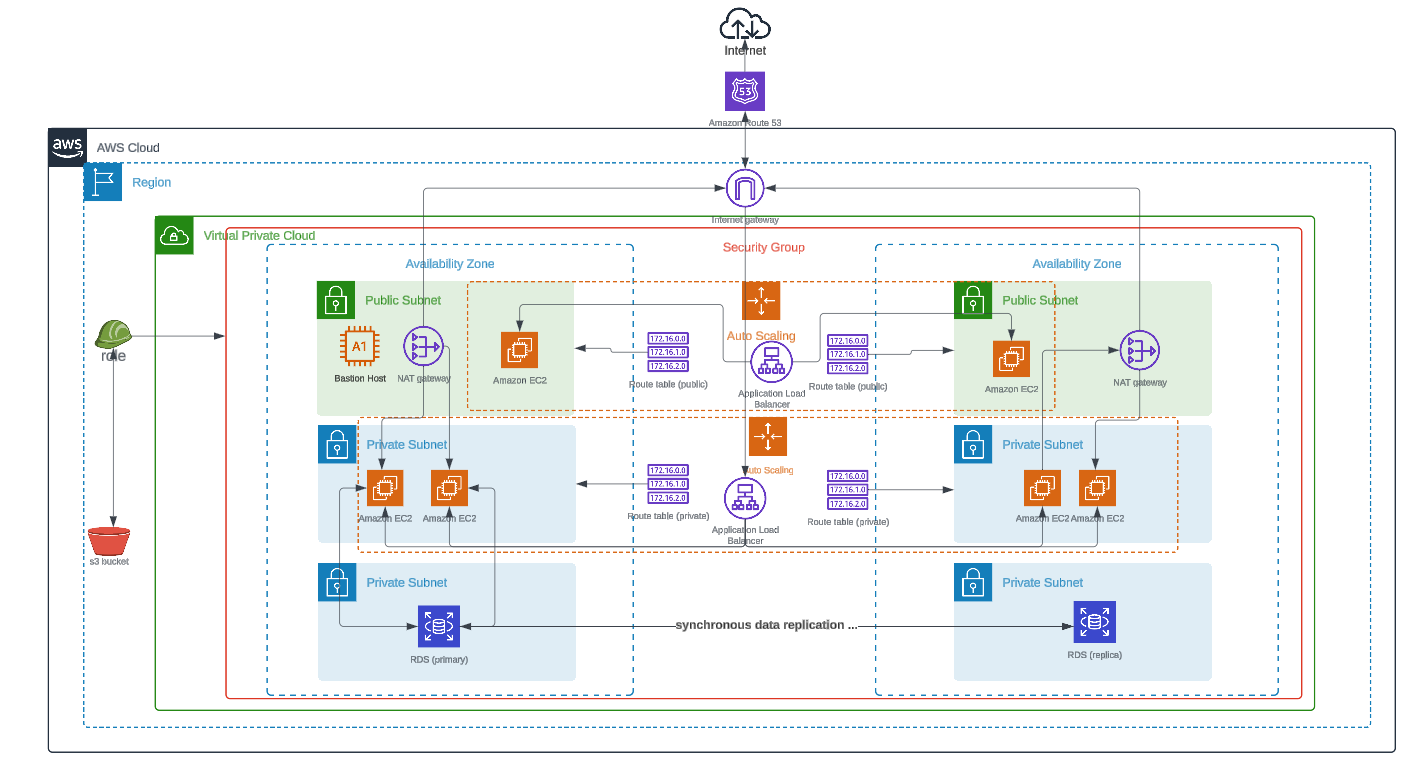 Internet
53
Amazon Route 53
aws
AWS Cloud
Region
Internet gateway
Virtual Private Cloud
Security Group
Availability Zone
Availability Zone
Public Subnet
Public Subnet
Auto Scaling
A1
Bastion Host
NAT gateway
Amazon EC2
172.16.0.0
172.16.1.0
172.16.2.0
Route table (public)
Application Load
Balancer
172.16.0.0
172.16.1.0
172.16.2.0
Route table (public)
Amazon EC2
NAT gateway
role
Private Subnet
Private Subnet
Auto Scaling
Amazon EC2
Amazon EC2
172.16.0.0
172.16.1.0
172.16.2.0
Route table (private)
Application Load
Balancer
172.16.0.0
172.16.1.0
172.16.2.0
Route table (private)
Amazon EC2
Amazon EC2
s3 bucket
Private Subnet
Private Subnet
synchronous data replication ...
RDS (primary)
RDS (replica)